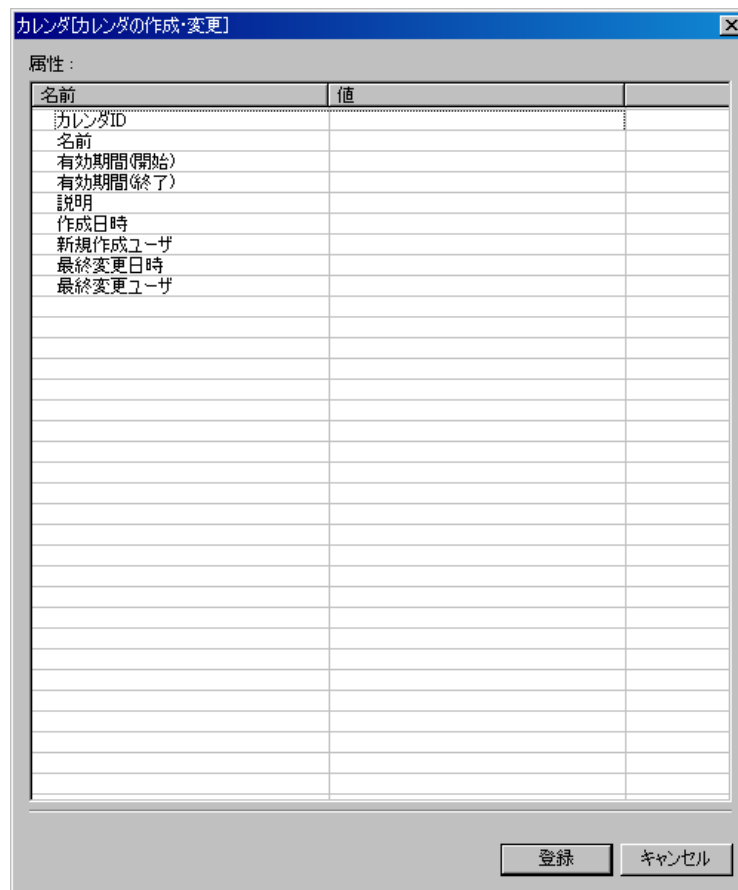 カレンダ[カレンダの作成・変更]
属性：
名前 値
カレンダID
名前
有効期間(開始)
有効期間(終了)
説明
作成日時
新規作成ユーザ
最終変更日時
最終変更ユーザ
登録 キャンセル